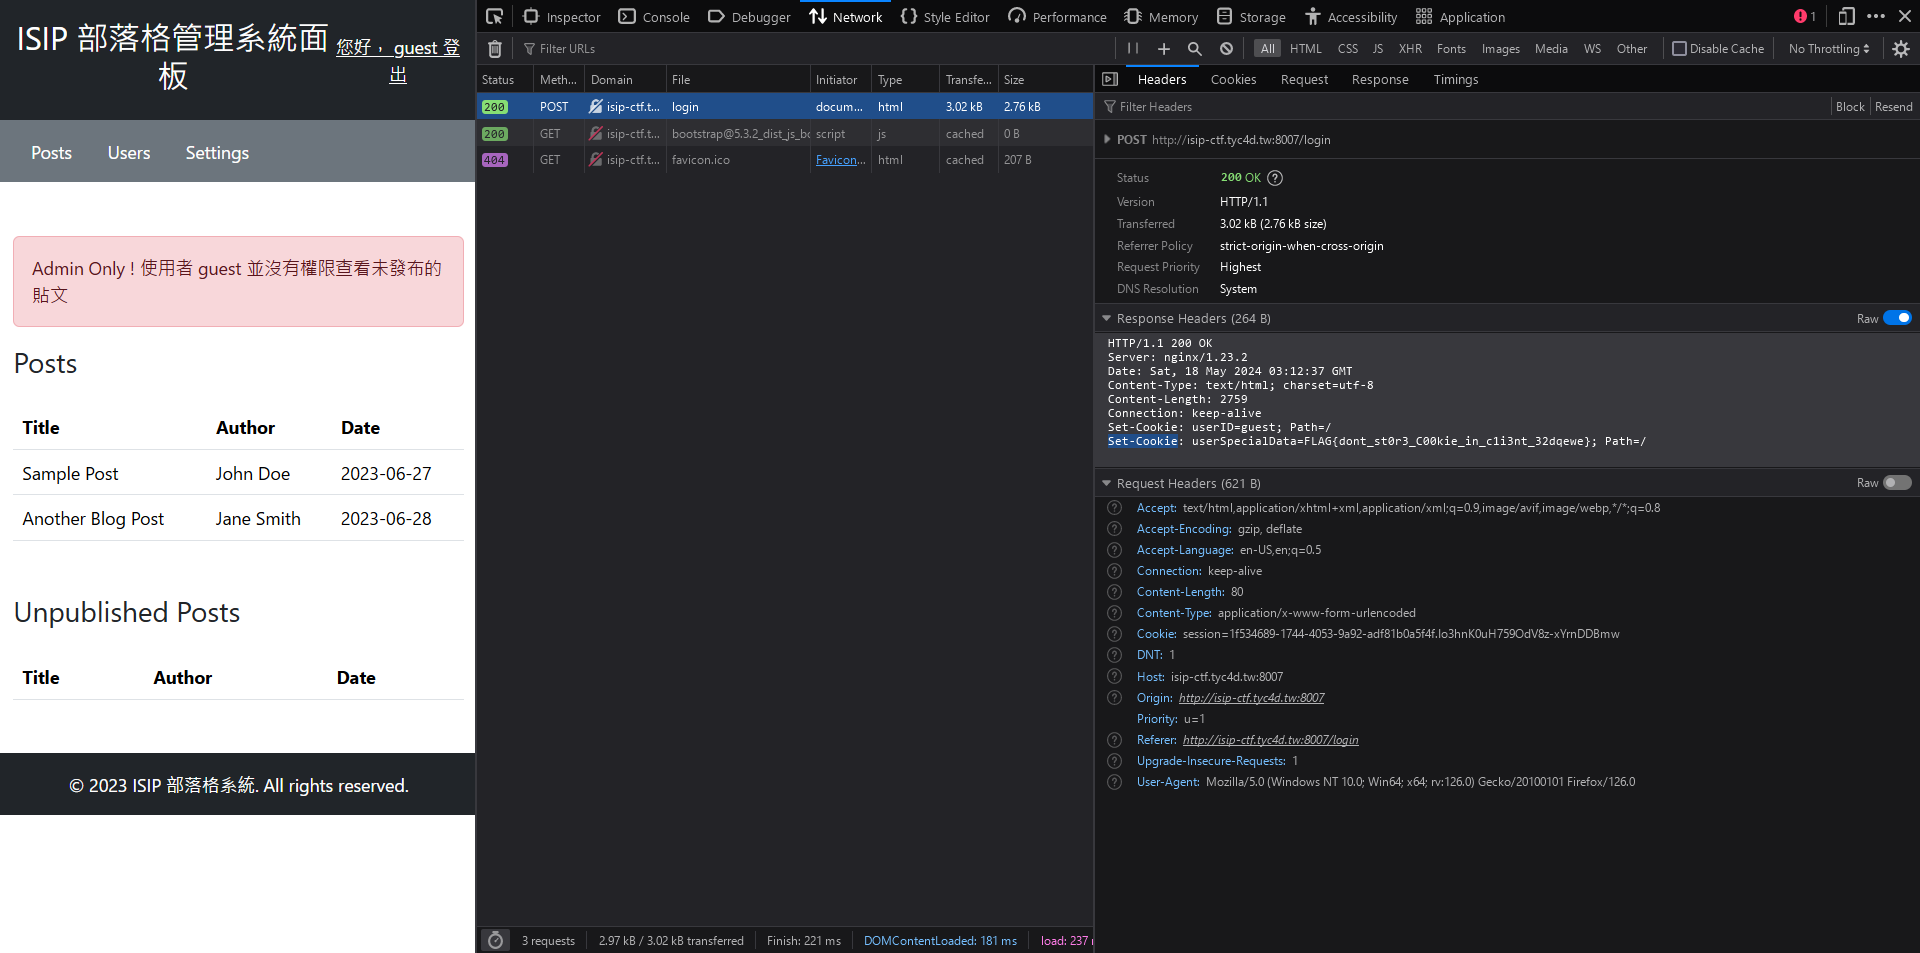 ISIP 部落格管理系統面板
您好， guest 登出
Posts Users Settings
Admin Only ! 使用者 guest 並沒有權限查看未發布的
貼文
Posts
Title Author Date
Sample Post John Doe 2023-06-27
Another Blog Post Jane Smith 2023-06-28
Unpublished Posts
Title Author Date
© 2023 ISIP 部落格系統. All rights reserved.
Inspector Console Debugger Network Style Editor Performance Memory Storage Accessibility Application 1
Filter URLs All HTML CSS JS XHR Fonts Images Media WS Other Disable Cache No Throttling
Status Meth... Domain File Initiator Type Transfe... Size
200 POST isip-ctf.t... login docum... html 3.02 kB 2.76 kB
200 GET isip-ctf.t... bootstrap@5.3.2_dist_js_bo script js cached 0 B
404 GET isip-ctf.t... favicon.ico Favicon... html cached 207 B
3 requests 2.97 kB / 3.02 kB transferred Finish: 221 ms DOMContentLoaded: 181 ms load: 237
Headers Cookies Request Response Timings
Filter Headers Block Resend
POST http://isip-ctf.tyc4d.tw:8007/login
Status 200 OK
Version HTTP/1.1
Transferred 3.02 kB (2.76 kB size)
Referrer Policy strict-origin-when-cross-origin
Request Priority Highest
DNS Resolution System
Response Headers (264 B) Raw
HTTP/1.1 200 OK
Server: nginx/1.23.2
Date: Sat, 18 May 2024 03:12:37 GMT
Content-Type: text/html; charset=utf-8
Content-Length: 2759
Connection: keep-alive
Set-Cookie: userID=guest; Path=/
Set-Cookie: userSpecialData=FLAG{dont_st0r3_C00kie_in_c1i3nt_32dqewe}; Path=/
Request Headers (621 B) Raw
Accept: text/html,application/xhtml+xml,application/xml;q=0.9,image/avif,image/webp,*/*;q=0.8
Accept-Encoding: gzip, deflate
Accept-Language: en-US,en;q=0.5
Connection: keep-alive
Content-Length: 80
Content-Type: application/x-www-form-urlencoded
Cookie: session=1f534689-1744-4053-9a92-adf81b0a5f4f.Io3hnK0uH759OdV8z-xYrnDDBmw
DNT: 1
Host: isip-ctf.tyc4d.tw:8007
Origin: http://isip-ctf.tyc4d.tw:8007
Priority: u=1
Referer: http://isip-ctf.tyc4d.tw:8007/login
Upgrade-Insecure-Requests: 1
User-Agent: Mozilla/5.0 (Windows NT 10.0; Win64; x64; rv:126.0) Gecko/20100101 Firefox/126.0